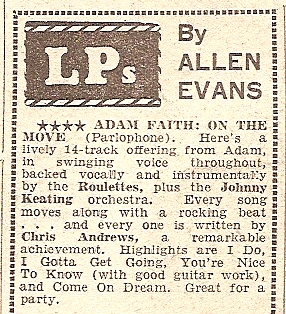 LPs
By
ALLEN
EVANS
★★★★ ADAM FAITH: ON THE
MOVE (Parlophone). Here's a
lively 14-track offering from Adam,
in swinging voice throughout,
backed vocally and instrumentally
by the Roulettes, plus the Johnny
Keating orchestra. Every song
moves along with a rocking beat
. . . and every one is written by
Chris Andrews, a remarkable
achievement. Highlights are I Do,
I Gotta Get Going, You're Nice
To Know (with good guitar work),
and Come On Dream. Great for a
party.